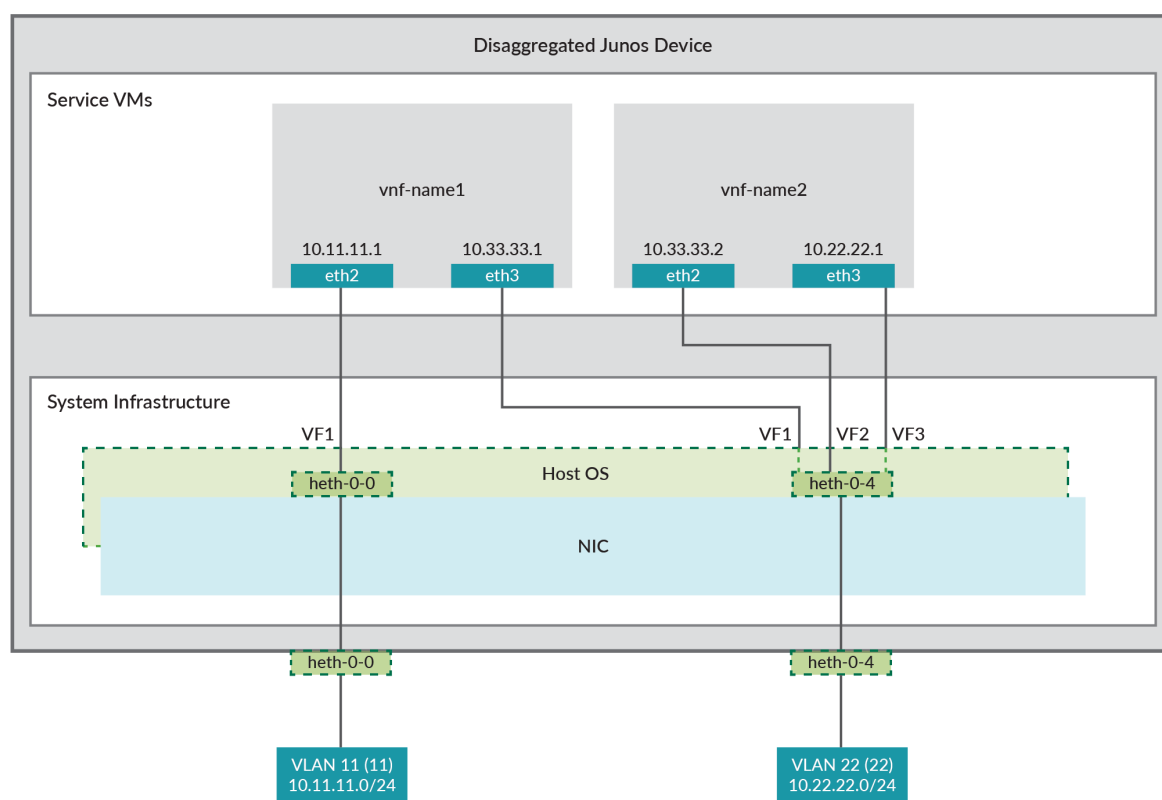 Disaggregated Junos Device
Service VMs
vnf-name1
vnf-name2
10.11.11.1
10.33.33.1
10.33.33.2
10.22.22.1
eth2
eth3
eth2
eth3
System Infrastructure
VF1
VF1
VF2
VF3
Host OS
heth-0-0
heth-0-4
NIC
heth-0-0
heth-0-4
VLAN 11 (11)
10.11.11.0/24
VLAN 22 (22)
10.22.22.0/24